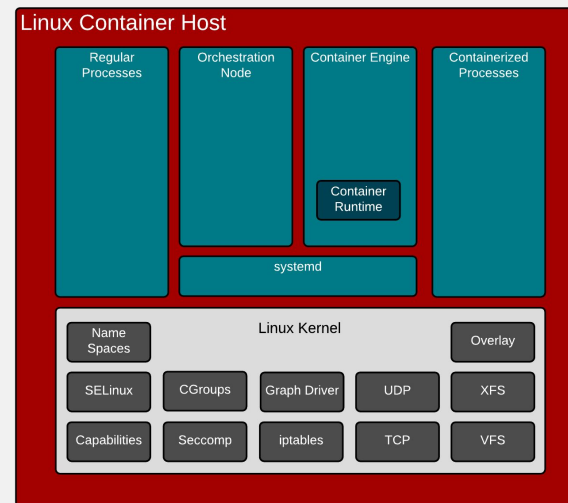 Linux Container Host
Regular
Processes
Orchestration
Node
Container Engine
Containerized
Processes
Container
Runtime
systemd
Linux Kernel
Name
Spaces
Overlay
SELinux
CGroups
Graph Driver
UDP
XFS
Capabilities
Seccomp
iptables
TCP
VFS